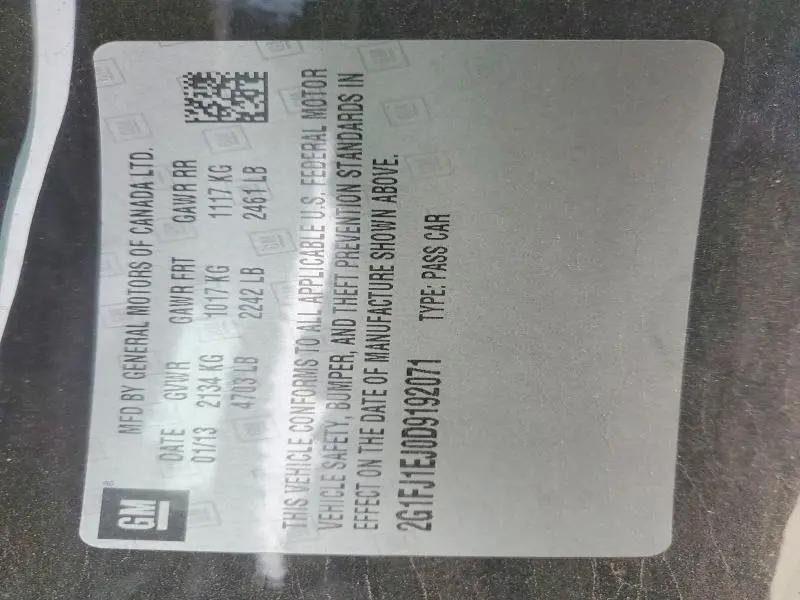 GM
MFD BY GENERAL MOTORS OF CANADA LTD.
DATE GVWR GAWR FRT GAWR RR
01/13 2134 KG 1017 KG 1117 KG
4703 LB 2242 LB 2461 LB
THIS VEHICLE CONFORMS TO ALL APPLICABLE U.S. FEDERAL MOTOR
VEHICLE SAFETY, BUMPER, AND THEFT PREVENTION STANDARDS IN
EFFECT ON THE DATE OF MANUFACTURE SHOWN ABOVE.
2G1FJ1EJ0D9192071 TYPE: PASS CAR